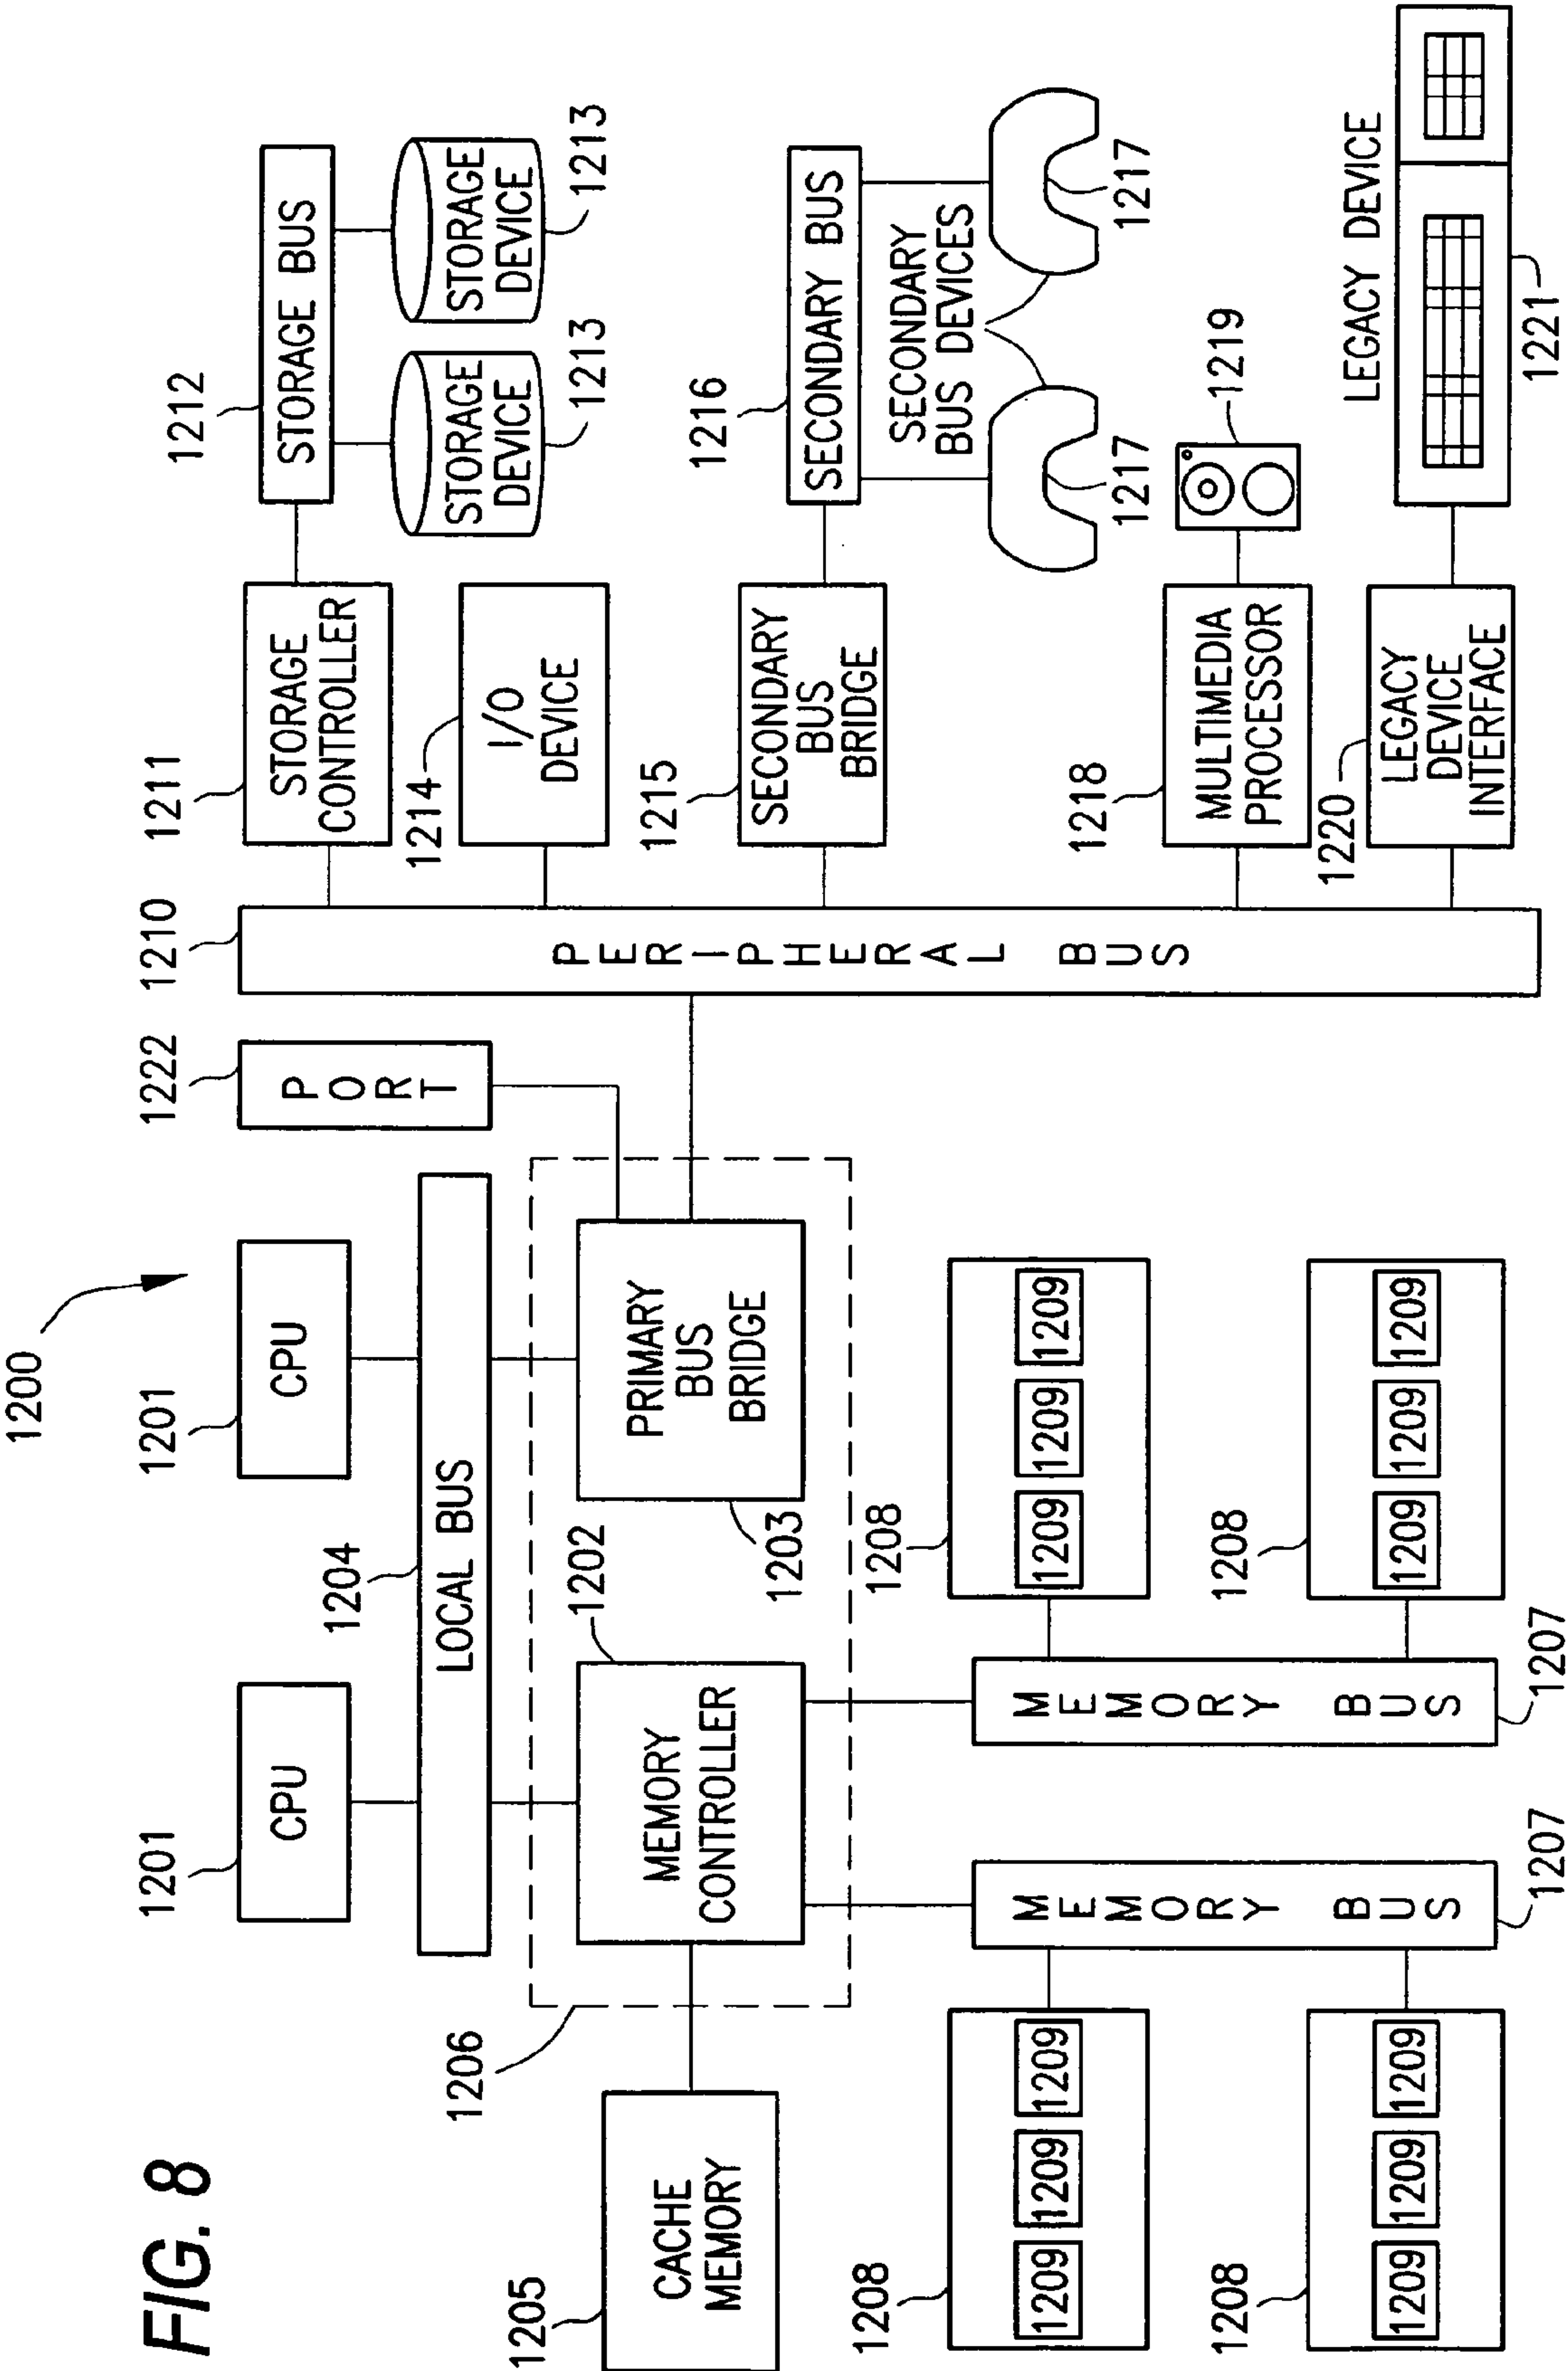 FIG. 8
1200
1201
CPU
1201
CPU
1222
PORT
1210
PERIPHERAL BUS
1204
LOCAL BUS
1206
1205
CACHE
MEMORY
1202
MEMORY
CONTROLLER
PRIMARY
BUS
BRIDGE
1203
1208
1209 1209 1209
1208
1209 1209 1209
MEMORY BUS
1207
MEMORY BUS
1207
1208
1209 1209 1209
1208
1209 1209 1209
1211
STORAGE
CONTROLLER
1212
STORAGE BUS
STORAGE
DEVICE
1213
STORAGE
DEVICE
1213
1214
I/O
DEVICE
1215
SECONDARY
BUS
BRIDGE
1216
SECONDARY BUS
SECONDARY
BUS DEVICES
1217
1217
1218
MULTIMEDIA
PROCESSOR
1219
1220
LEGACY
DEVICE
INTERFACE
LEGACY DEVICE
1221